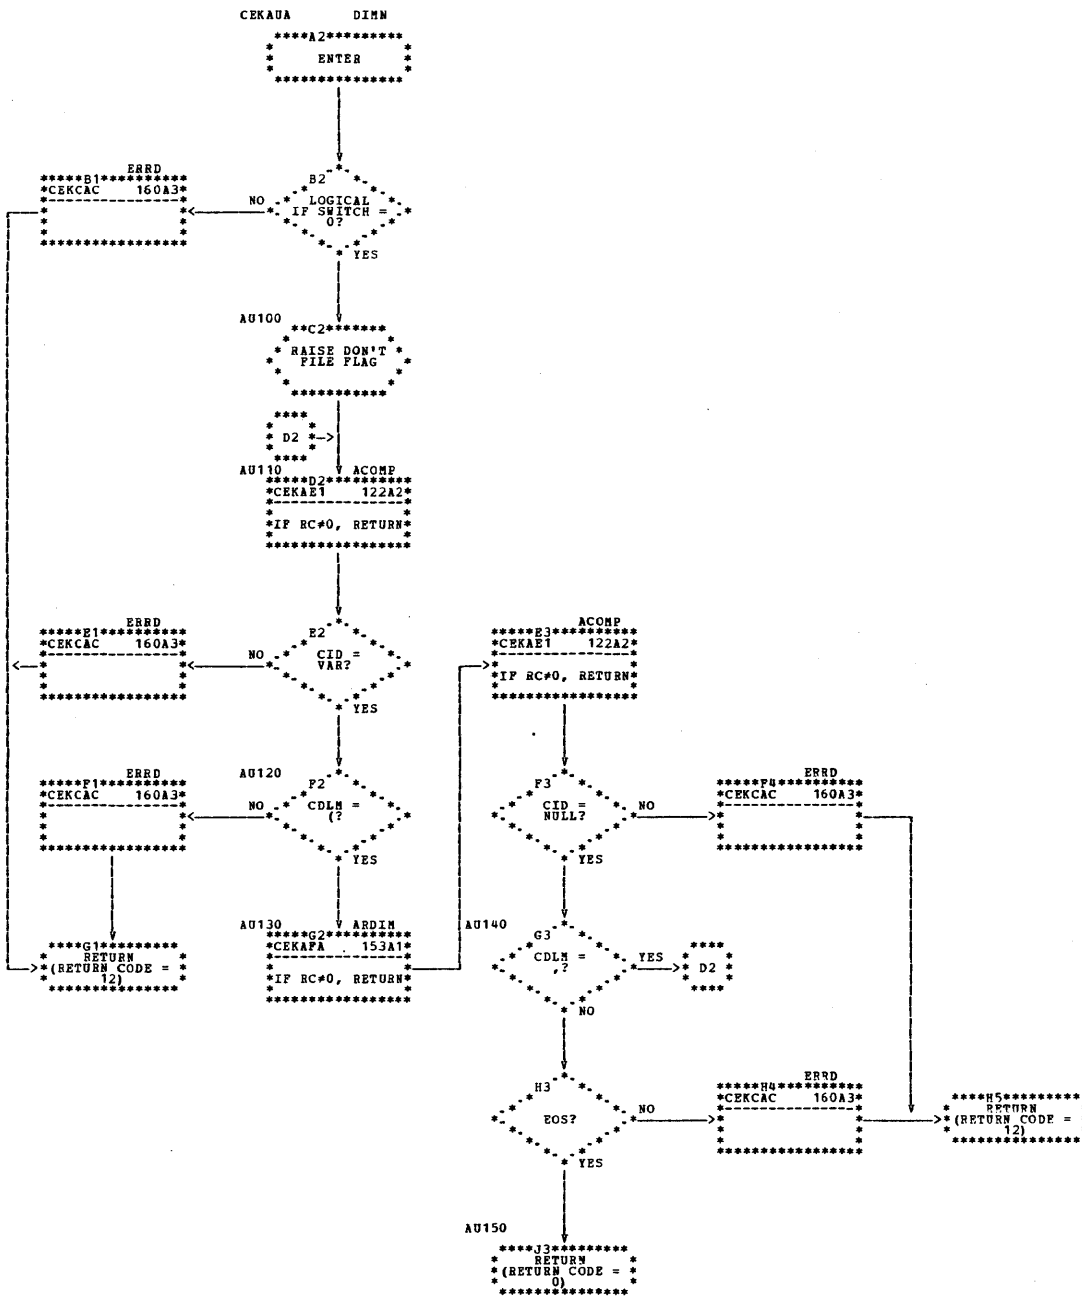 CEKAUA DIMN
A2
ENTER
ERRD
B1
CEKCAC 160A3
NO
B2
LOGICAL
IF SWITCH =
0?
YES
AU100
C2
RAISE DON'T
FILE FLAG
D2
AU110 ACOMP
D2
CEKAE1 122A2
IF RC≠0, RETURN
ERRD
E1
CEKCAC 160A3
NO
E2
CID =
VAR?
YES
ACOMP
E3
CEKAE1 122A2
IF RC≠0, RETURN
ERRD
F1
CEKCAC 160A3
NO
AU120
F2
CDLM =
(?
YES
F3
CID =
NULL?
NO
YES
ERRD
F4
CEKCAC 160A3
G1
RETURN
(RETURN CODE =
12)
AU130 ARDIM
G2
CEKAFA 153A1
IF RC≠0, RETURN
AU140
G3
CDLM =
,?
YES
D2
NO
H3
EOS?
NO
YES
ERRD
H4
CEKCAC 160A3
H5
RETURN
(RETURN CODE =
12)
AU150
J3
RETURN
(RETURN CODE =
0)